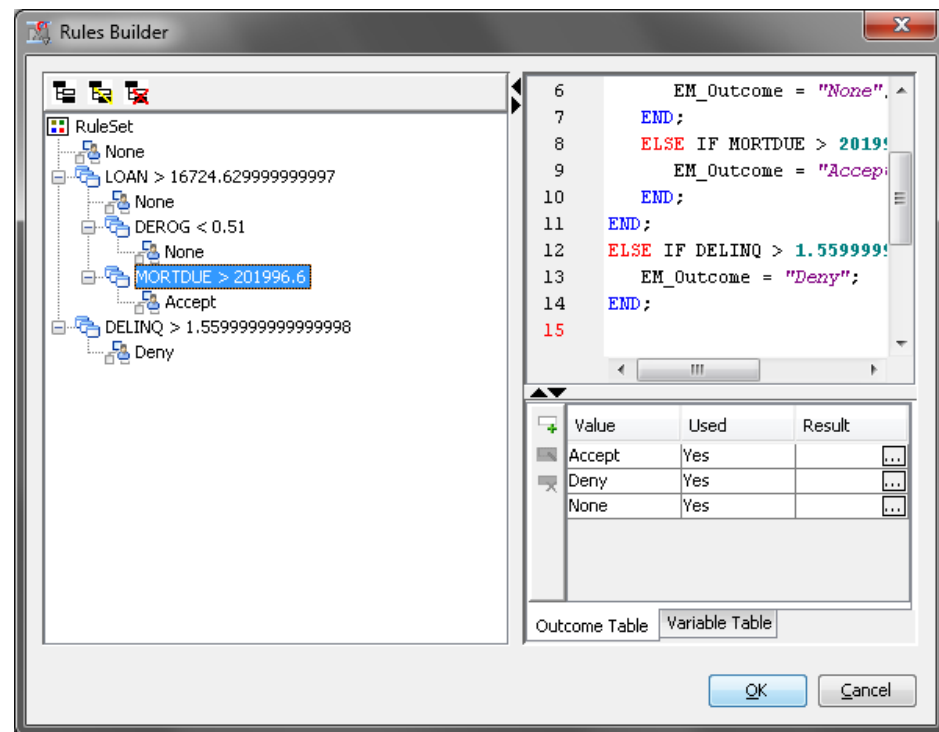 Rules Builder
RuleSet
None
LOAN > 16724.629999999997
None
DEROG < 0.51
None
MORTDUE > 201996.6
Accept
DELINQ > 1.5599999999999998
Deny
6 EM_Outcome = "None"
7 END;
8 ELSE IF MORTDUE > 2019
9 EM_Outcome = "Accep
10 END;
11 END;
12 ELSE IF DELINQ > 1.559999
13 EM_Outcome = "Deny";
14 END;
15
Value Used Result
Accept Yes ...
Deny Yes ...
None Yes ...
Outcome Table Variable Table
OK Cancel